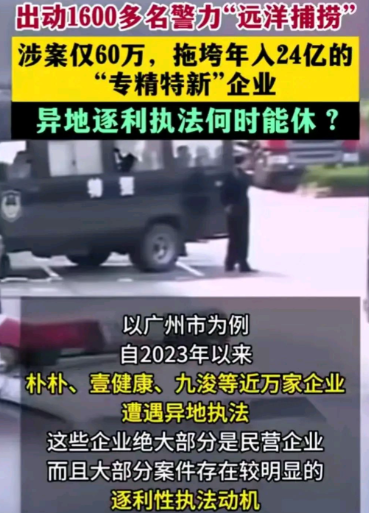 出动1600多名警力“远洋捕捞”
涉案仅60万，拖垮年入24亿的
“专精特新”企业
异地逐利执法何时能休？
特警
以广州市为例
自2023年以来
朴朴、壹健康、九浚等近万家企业
遭遇异地执法
这些企业绝大部分是民营企业
而且大部分案件存在较明显的
逐利性执法动机